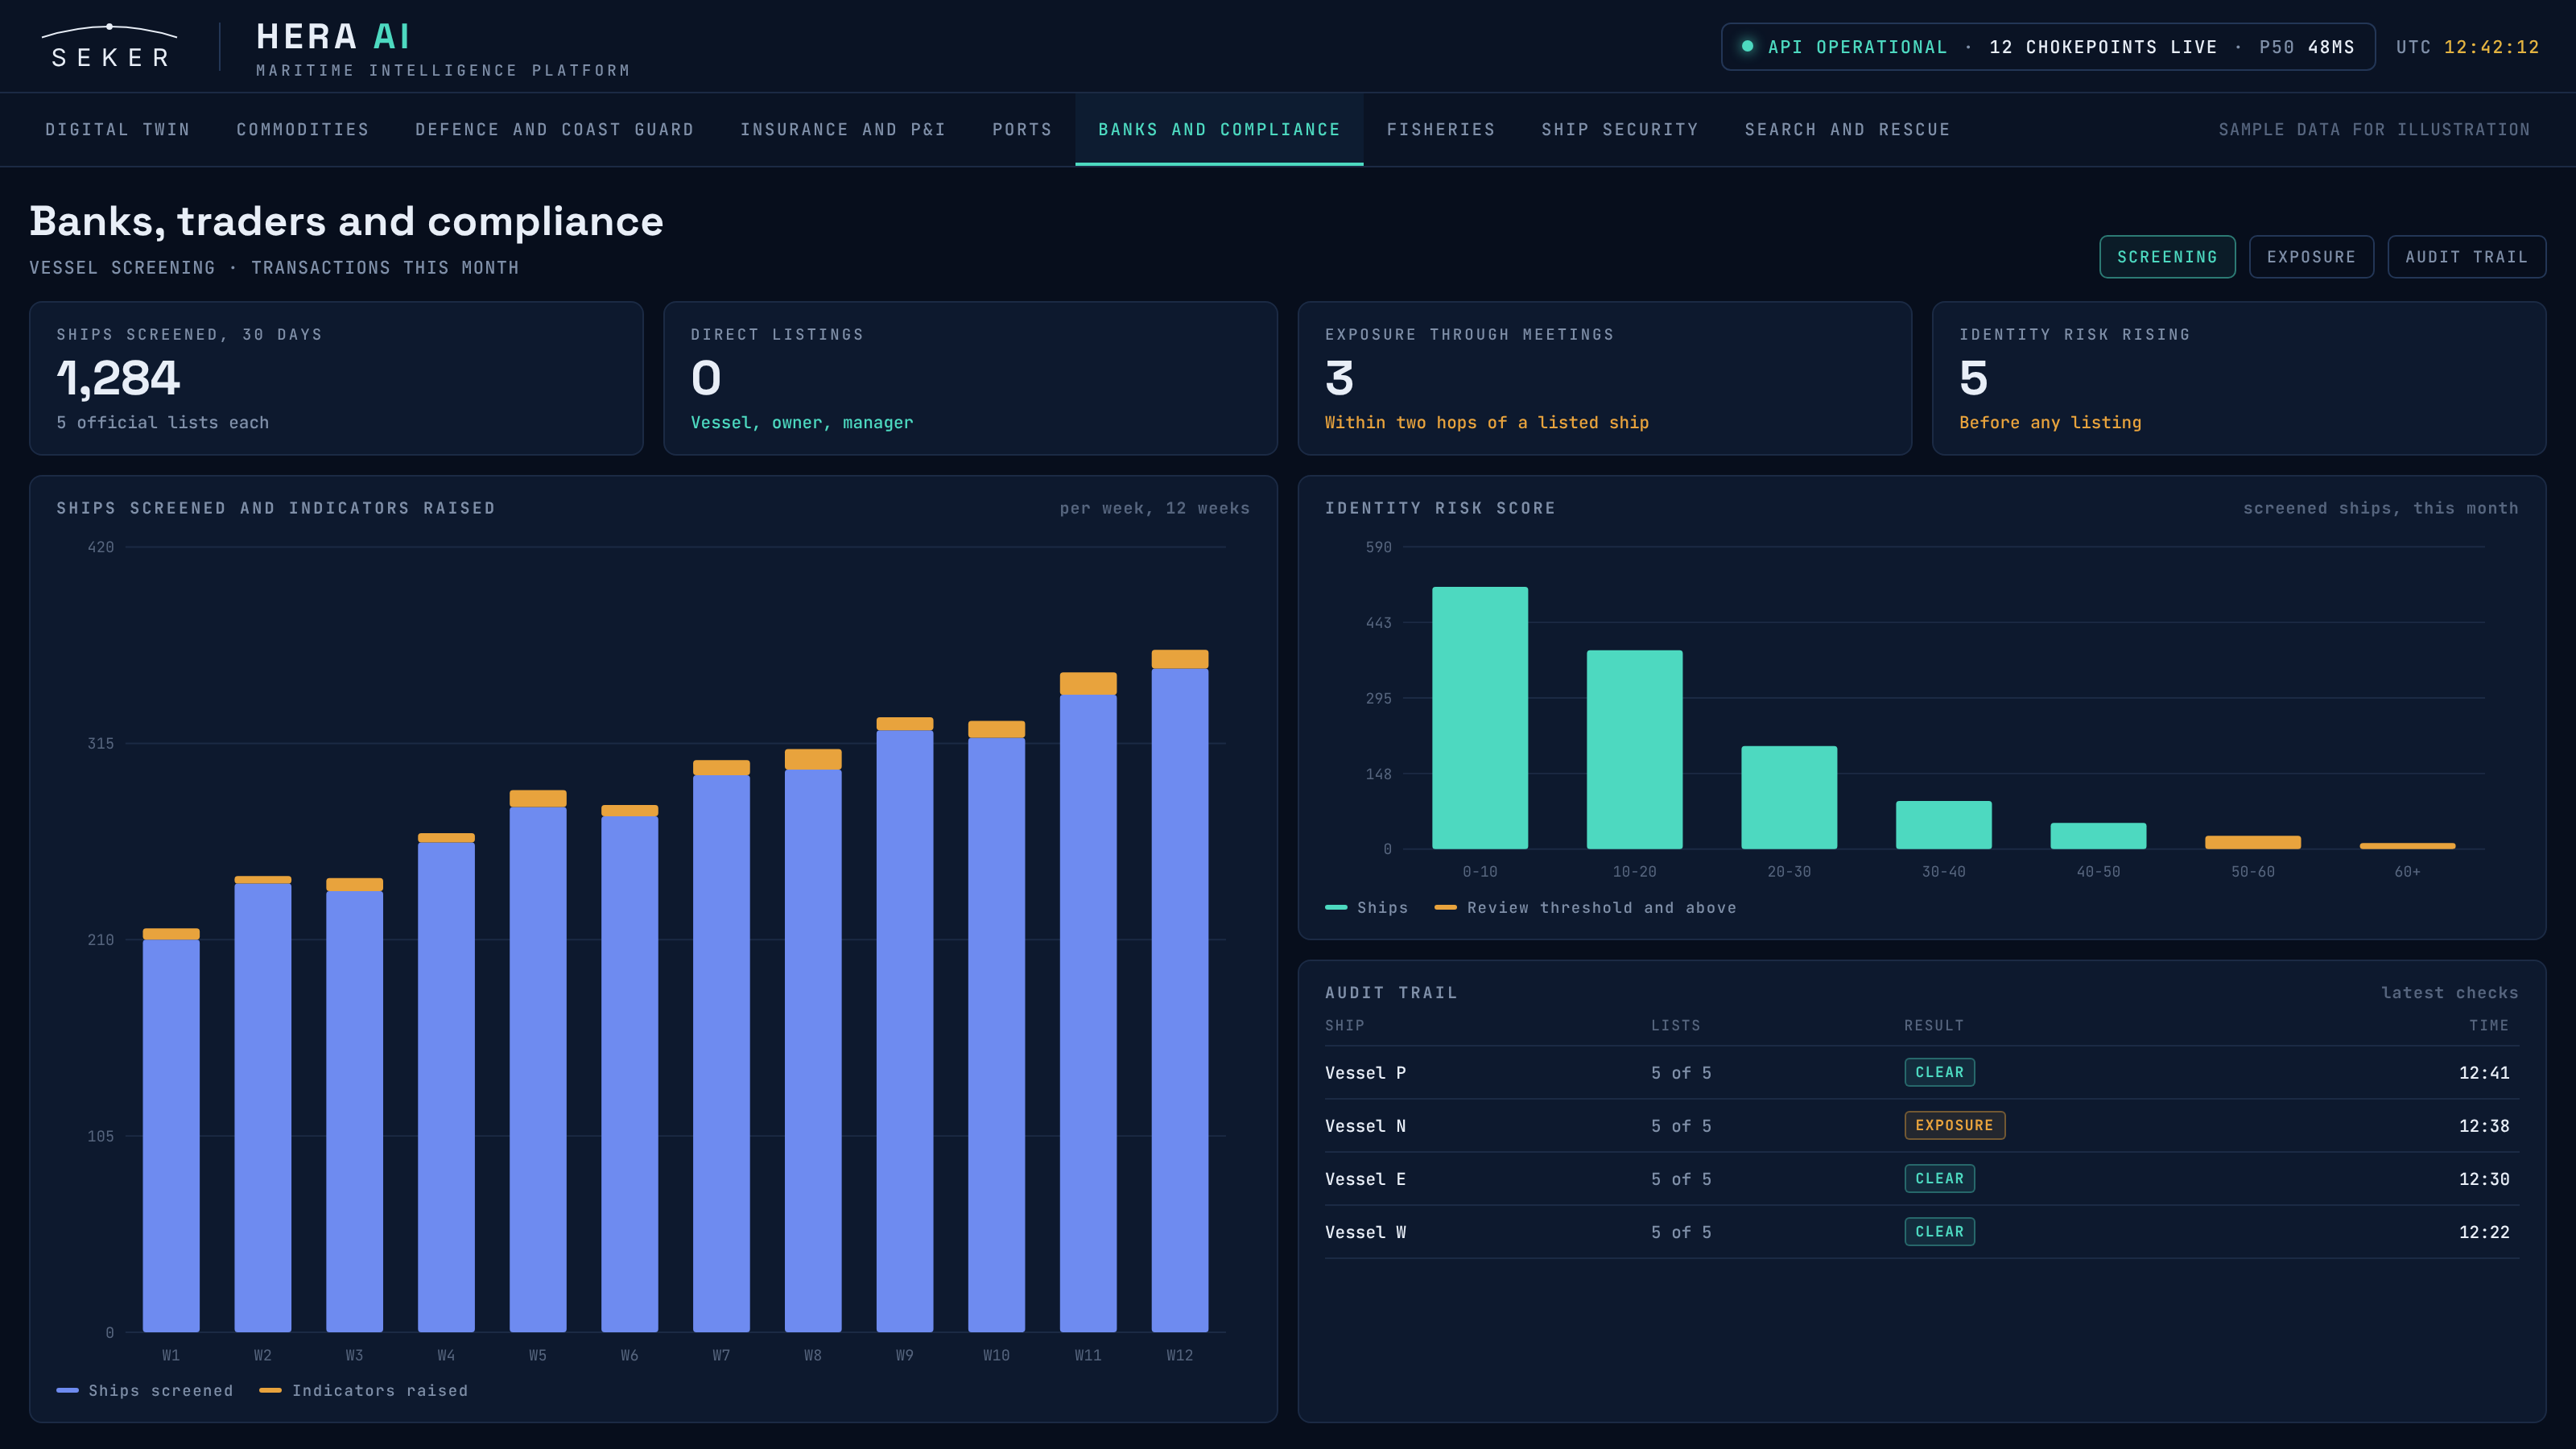 SEKER
HERA AI
MARITIME INTELLIGENCE PLATFORM
API OPERATIONAL · 12 CHOKEPOINTS LIVE · P50 48MS
UTC 12:42:12
DIGITAL TWIN
COMMODITIES
DEFENCE AND COAST GUARD
INSURANCE AND P&I
PORTS
BANKS AND COMPLIANCE
FISHERIES
SHIP SECURITY
SEARCH AND RESCUE
SAMPLE DATA FOR ILLUSTRATION
Banks, traders and compliance
VESSEL SCREENING · TRANSACTIONS THIS MONTH
SCREENING
EXPOSURE
AUDIT TRAIL
SHIPS SCREENED, 30 DAYS
1,284
5 official lists each
DIRECT LISTINGS
0
Vessel, owner, manager
EXPOSURE THROUGH MEETINGS
3
Within two hops of a listed ship
IDENTITY RISK RISING
5
Before any listing
SHIPS SCREENED AND INDICATORS RAISED
per week, 12 weeks
420
315
210
105
0
W1 W2 W3 W4 W5 W6 W7 W8 W9 W10 W11 W12
Ships screened
Indicators raised
IDENTITY RISK SCORE
screened ships, this month
590
443
295
148
0
0-10 10-20 20-30 30-40 40-50 50-60 60+
Ships
Review threshold and above
AUDIT TRAIL
latest checks
SHIP LISTS RESULT TIME
Vessel P 5 of 5 CLEAR 12:41
Vessel N 5 of 5 EXPOSURE 12:38
Vessel E 5 of 5 CLEAR 12:30
Vessel W 5 of 5 CLEAR 12:22